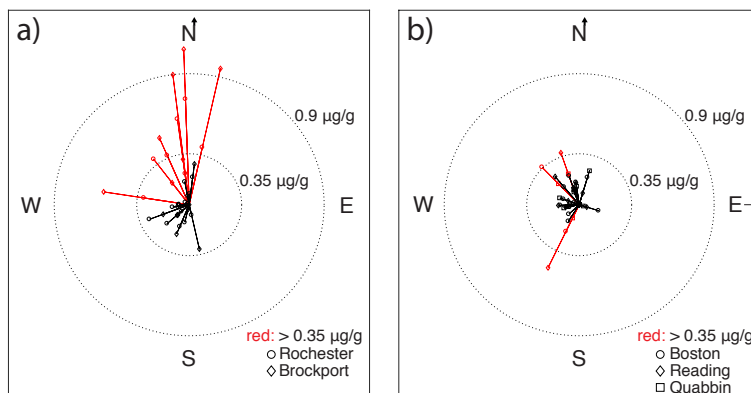 a)
N
0.9 µg/g
0.35 µg/g
W
E
S
red: > 0.35 µg/g
Rochester
Brockport
b)
N
0.9 µg/g
0.35 µg/g
W
E
S
red: > 0.35 µg/g
Boston
Reading
Quabbin